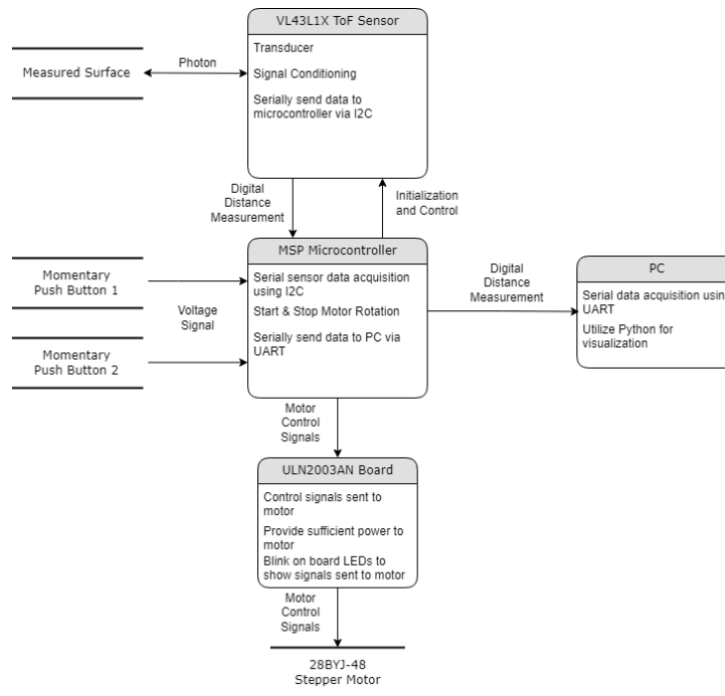 VL43L1X ToF Sensor
Transducer
Signal Conditioning
Serially send data to
microcontroller via I2C
Measured Surface
Photon
Digital
Distance
Measurement
Initialization
and Control
MSP Microcontroller
Serial sensor data acquisition
using I2C
Start & Stop Motor Rotation
Serially send data to PC via
UART
Momentary
Push Button 1
Voltage
Signal
Momentary
Push Button 2
Digital
Distance
Measurement
PC
Serial data acquisition usin
UART
Utilize Python for
visualization
Motor
Control
Signals
ULN2003AN Board
Control signals sent to
motor
Provide sufficient power to
motor
Blink on board LEDs to
show signals sent to motor
Motor
Control
Signals
28BYJ-48
Stepper Motor